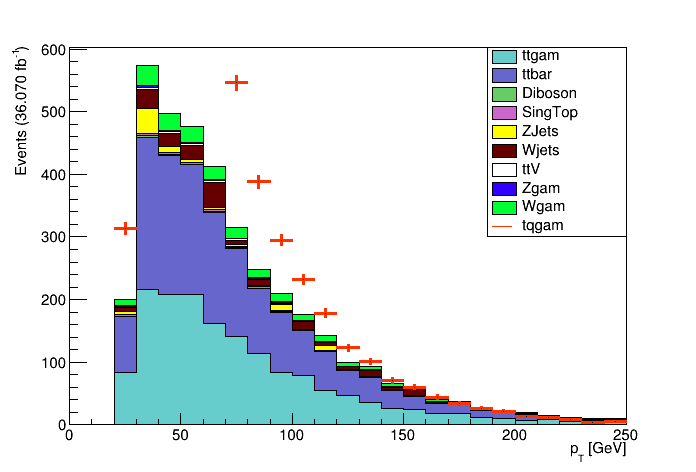 Events (36.070 fb⁻¹)
600
500
400
300
200
100
0
0 50 100 150 200 250
p_T [GeV]
ttgam
ttbar
Diboson
SingTop
ZJets
Wjets
ttV
Zgam
Wgam
tqgam